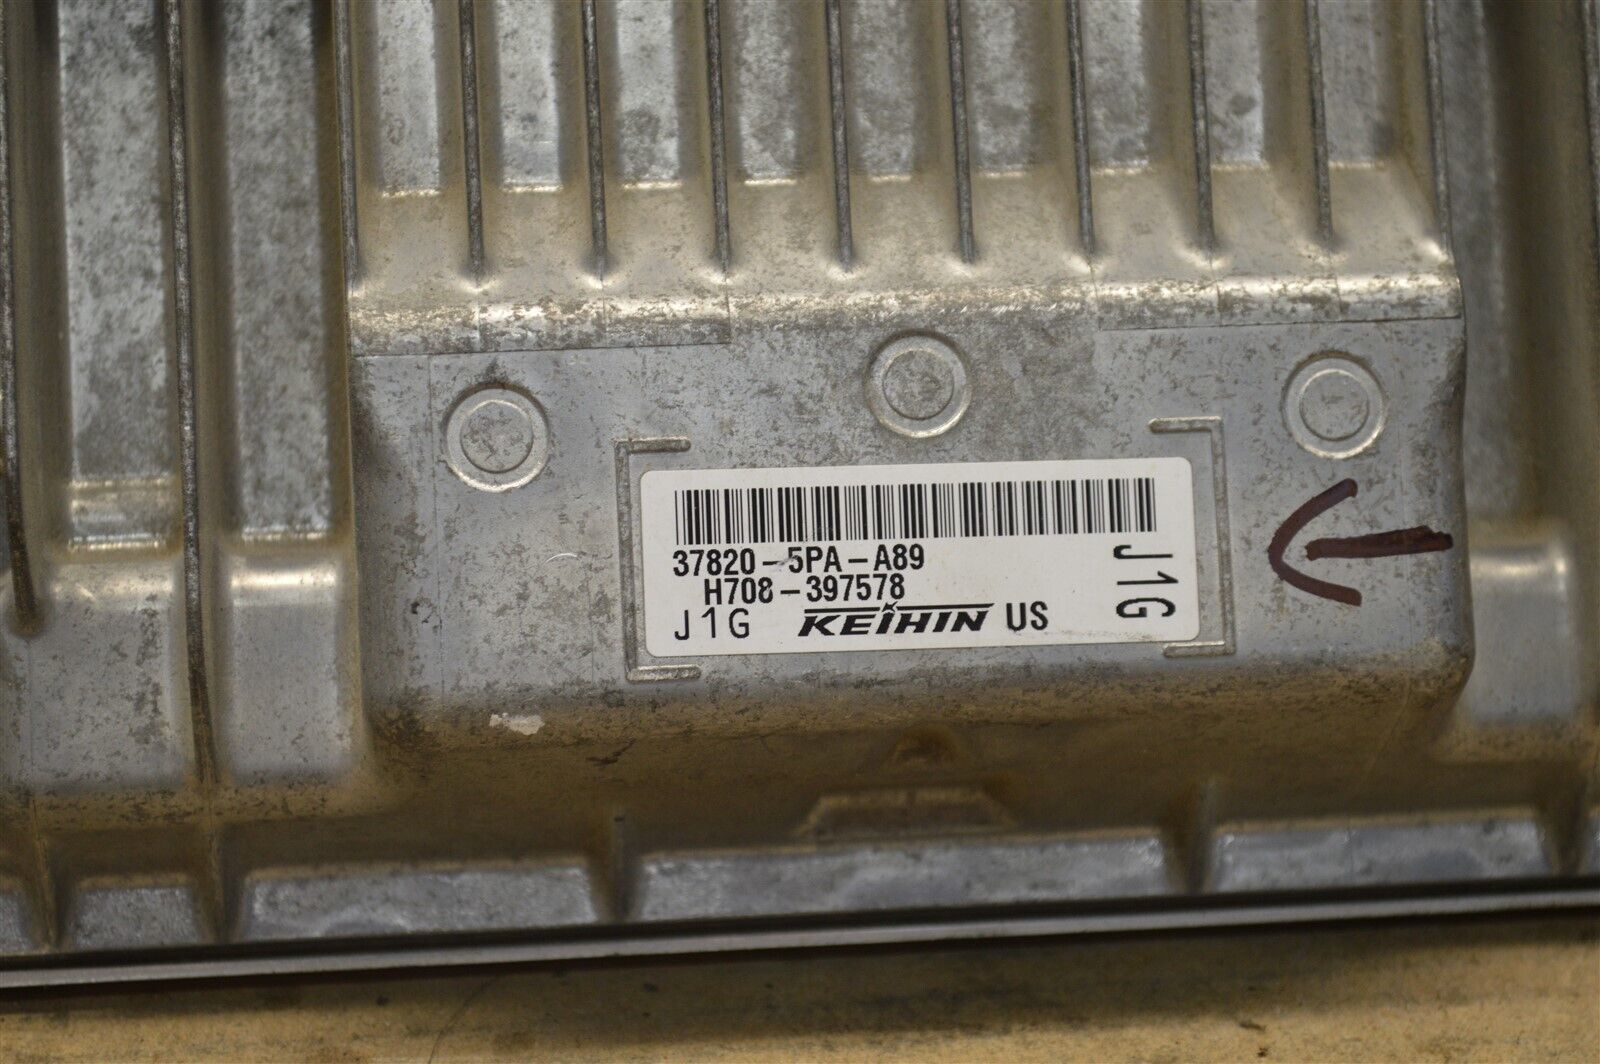 37820-5PA-A89
H708-397578
J1G KEIHIN US
J1G